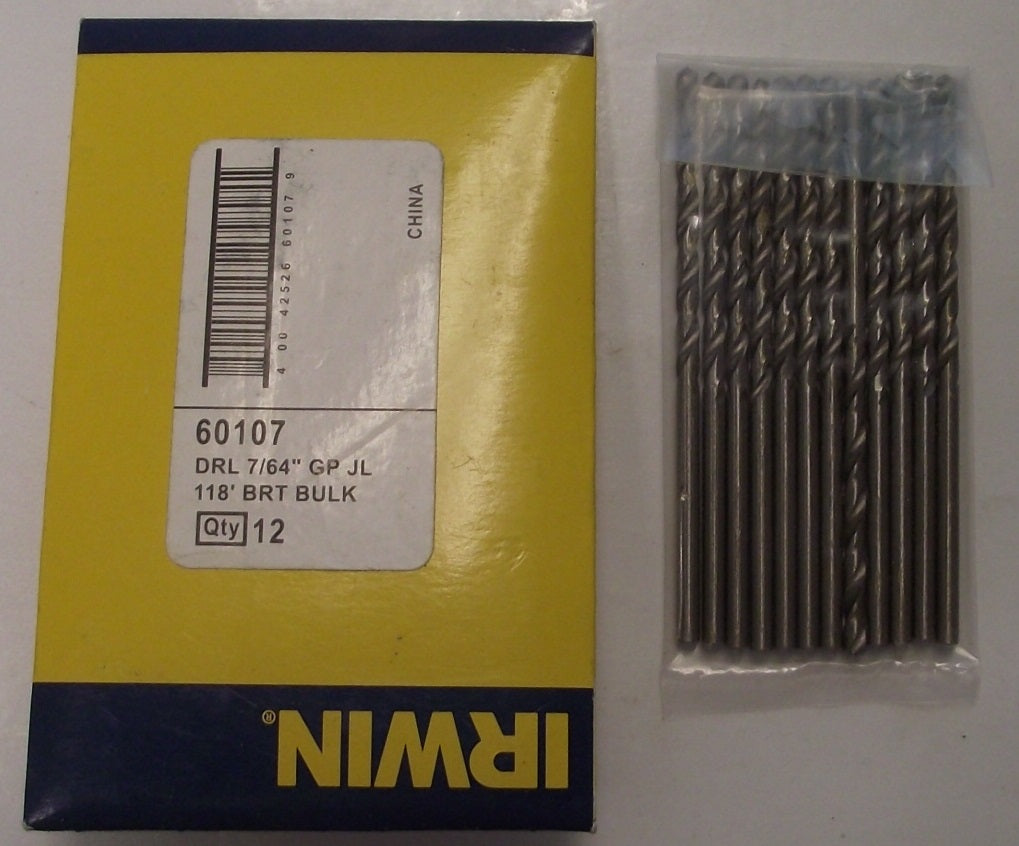 4 00 42526 60107 9
CHINA
60107
DRL 7/64" GP JL
118' BRT BULK
Qty 12
IRWIN®